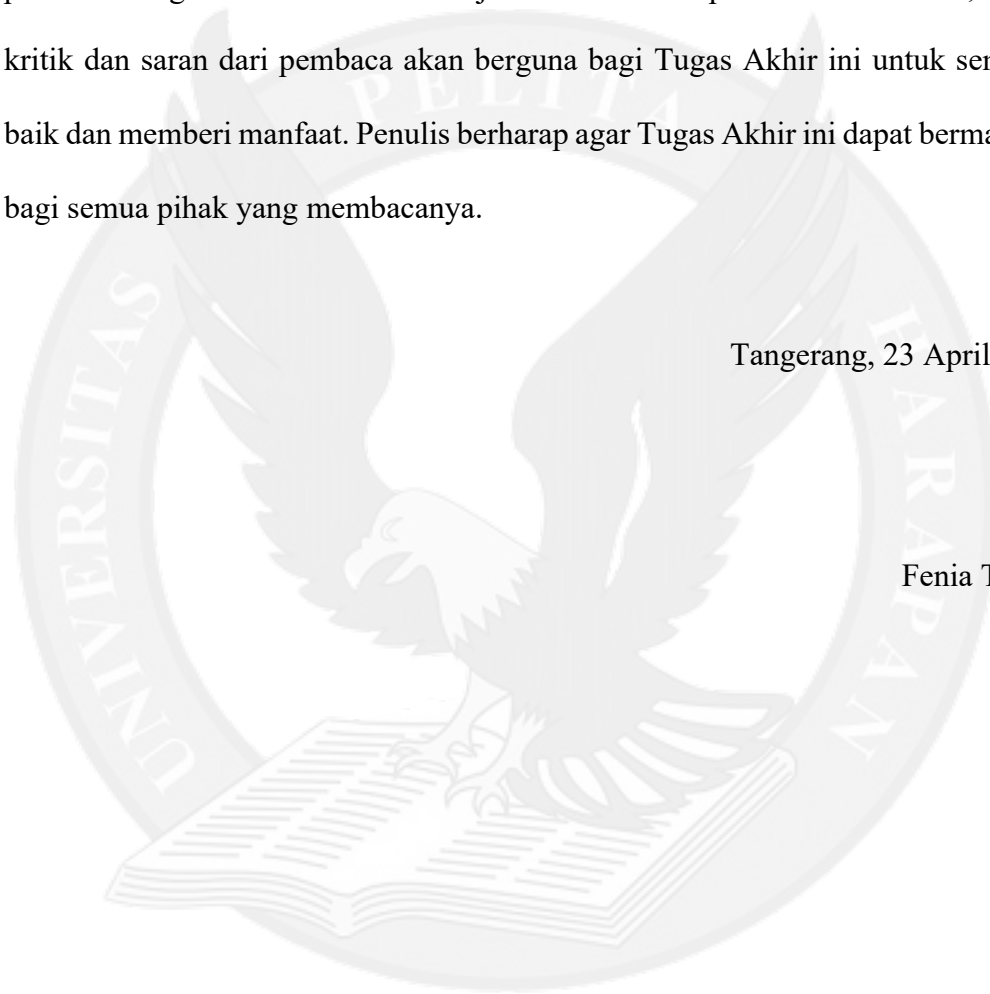 kritik dan saran dari pembaca akan berguna bagi Tugas Akhir ini untuk
baik dan memberi manfaat. Penulis berharap agar Tugas Akhir ini dapat
bagi semua pihak yang membacanya.
Tangerang, 23 April
Fenia
UNIVERSITAS PELITA HARAPAN